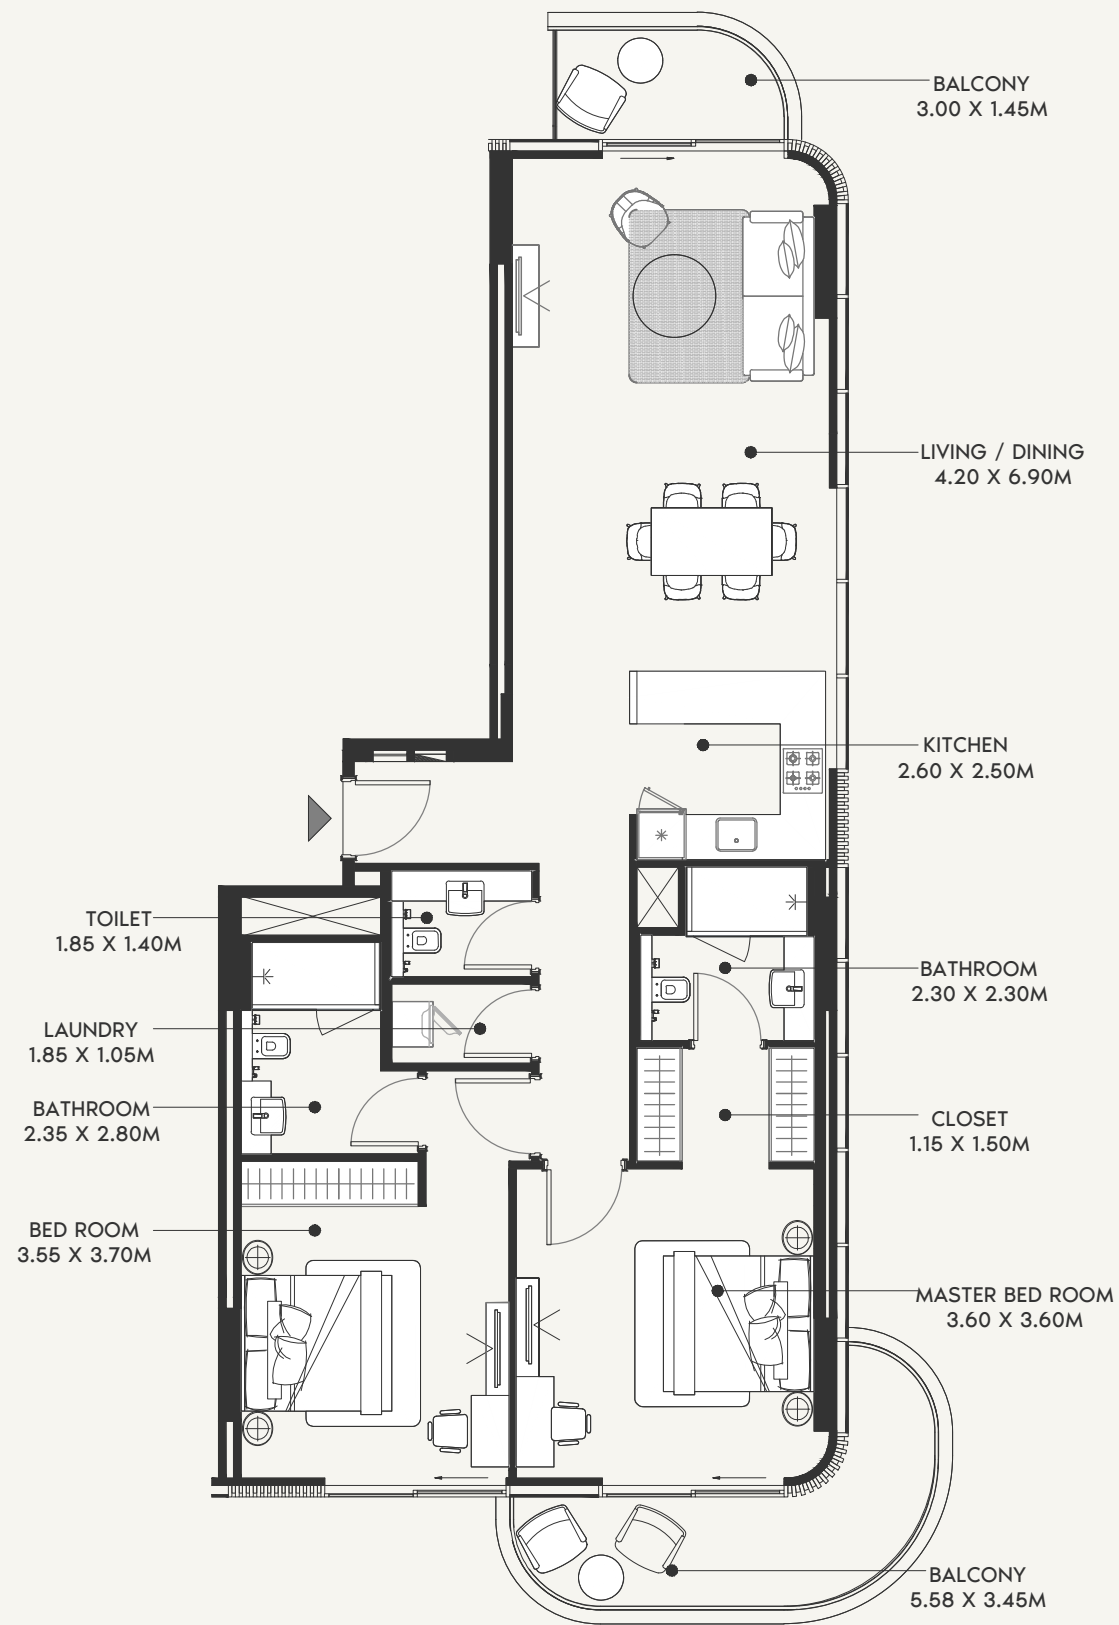 BALCONY
3.00 X 1.45M
LIVING / DINING
4.20 X 6.90M
KITCHEN
2.60 X 2.50M
TOILET
1.85 X 1.40M
BATHROOM
2.30 X 2.30M
LAUNDRY
1.85 X 1.05M
BATHROOM
2.35 X 2.80M
CLOSET
1.15 X 1.50M
BED ROOM
3.55 X 3.70M
MASTER BED ROOM
3.60 X 3.60M
BALCONY
5.58 X 3.45M